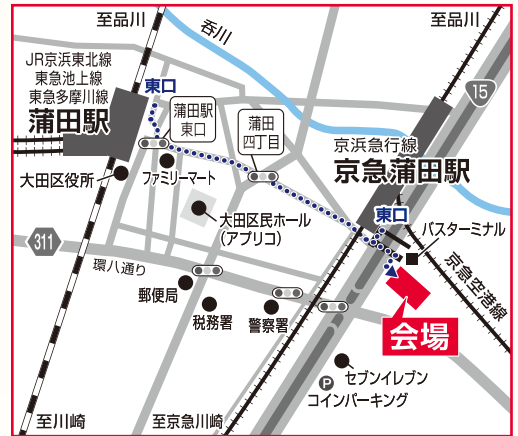 至品川
呑川
至品川
JR京浜東北線
東急池上線
東急多摩川線
蒲田駅
東口
蒲田駅
東口
蒲田
四丁目
15
京浜急行線
京急蒲田駅
大田区役所
ファミリーマート
東口
大田区民ホール
(アプリコ)
バスターミナル
311
環八通り
京急空港線
郵便局
税務署
警察署
会場
セブンイレブン
P
コインパーキング
至川崎
至京急川崎